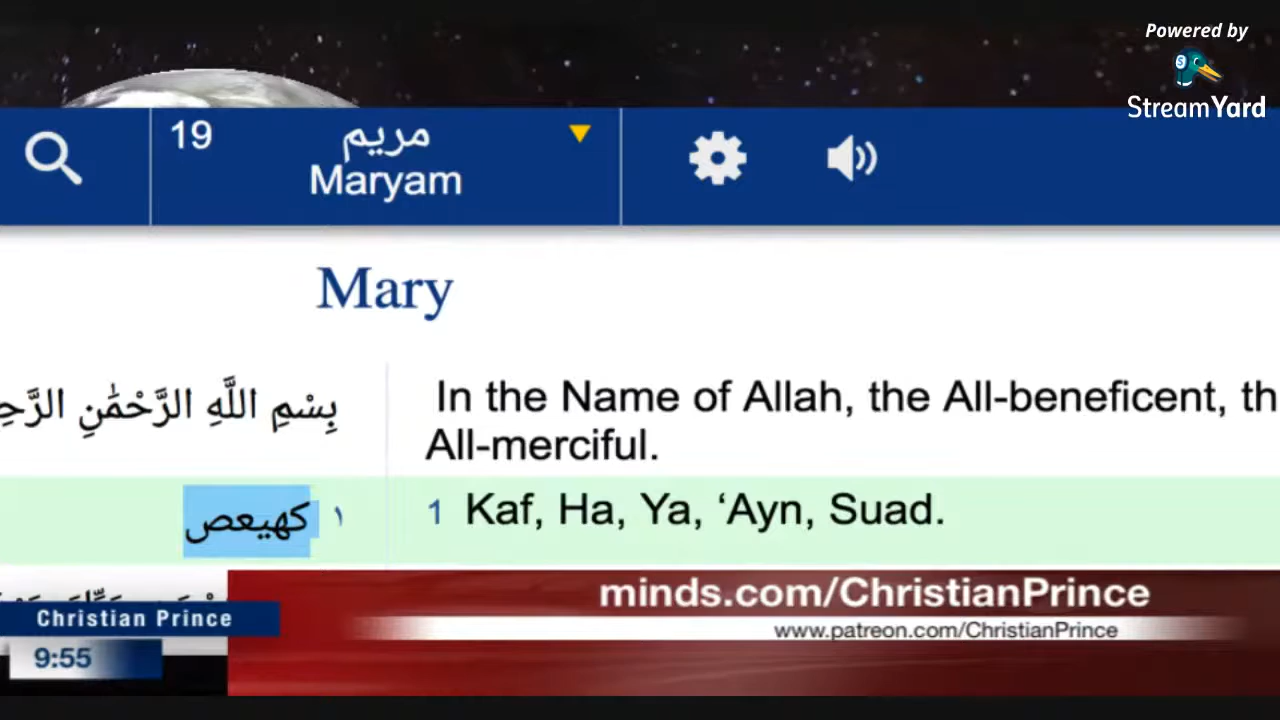 Powered by
StreamYard
19
مريم
Maryam
Mary
بِسْمِ اللَّهِ الرَّحْمَٰنِ
In the Name of Allah, the All-beneficent,
All-merciful.
كهيعص ١
1 Kaf, Ha, Ya, ‘Ayn, Suad.
minds.com/ChristianPrince
Christian Prince
www.patreon.com/ChristianPrince
9:55